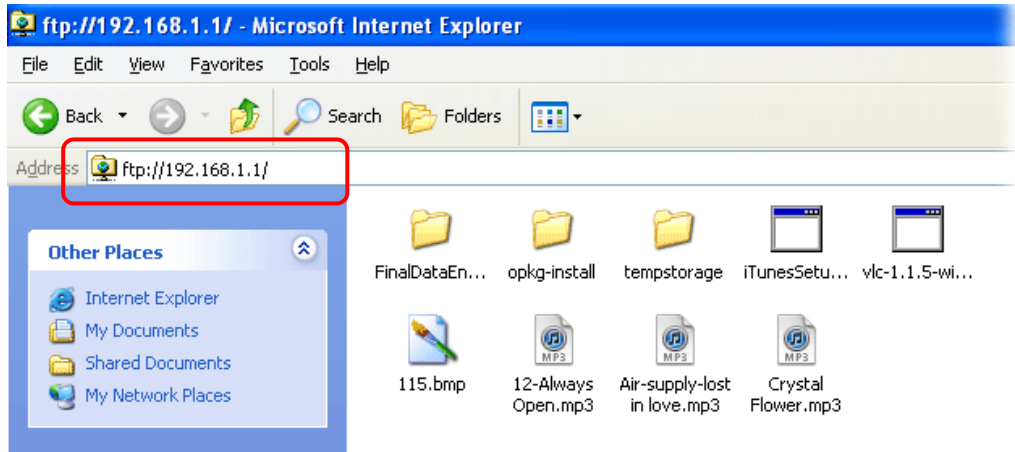 ftp://192.168.1.1/ - Microsoft Internet Explorer
File Edit View Favorites Tools Help
Back Search Folders
Address ftp://192.168.1.1/
Other Places
Internet Explorer
My Documents
Shared Documents
My Network Places
FinalDataEn... opkg-install tempstorage iTunesSetu... vlc-1.1.5-wi...
MP3 MP3 MP3
115.bmp 12-Always Air-supply-lost Crystal
Open.mp3 in love.mp3 Flower.mp3